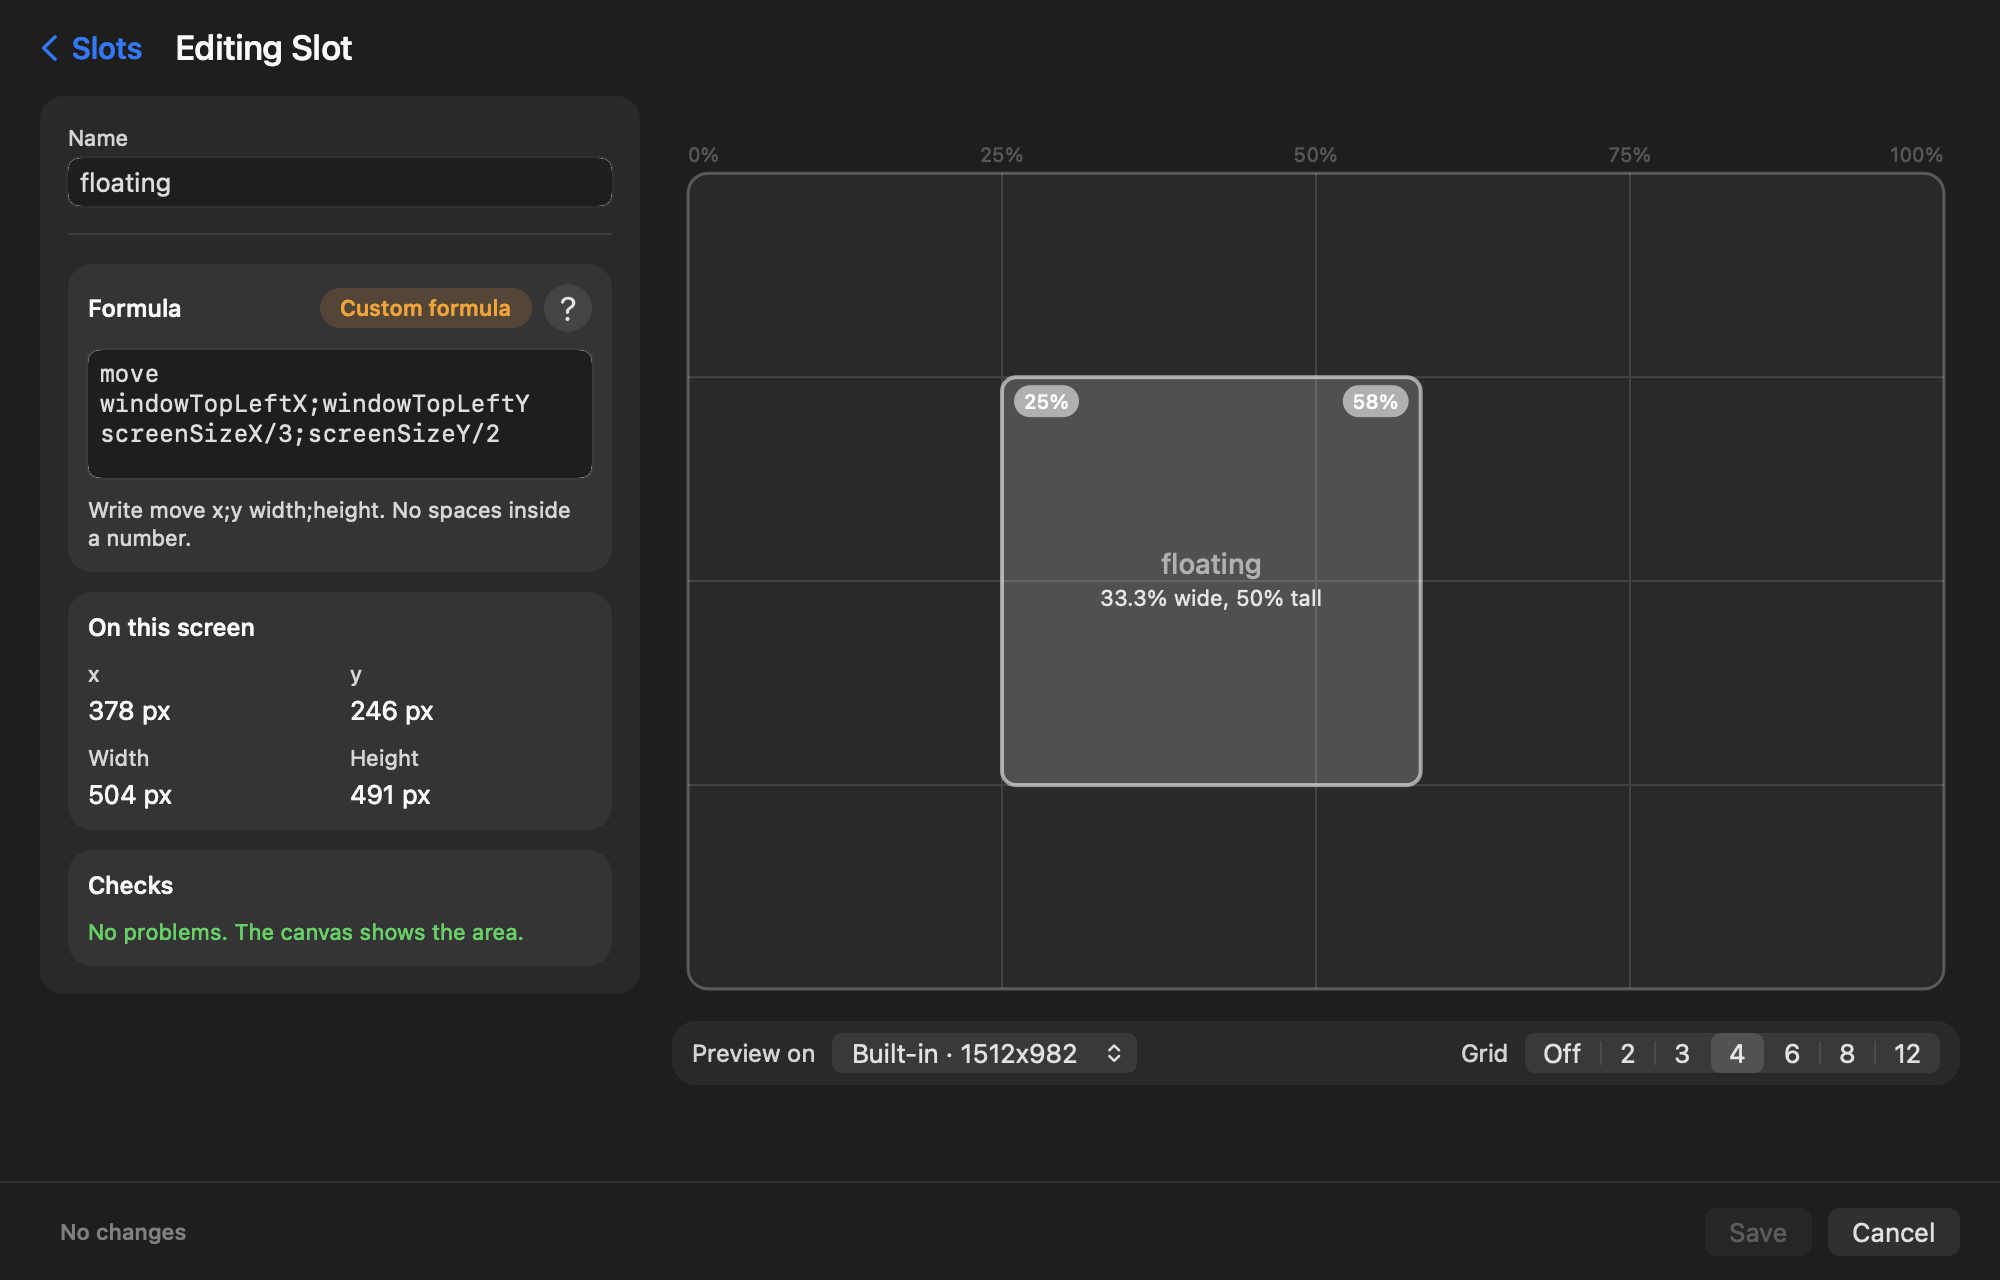 Slots Editing Slot
Name
floating
Formula Custom formula ?
move
windowTopLeftX;windowTopLeftY
screenSizeX/3;screenSizeY/2
Write move x;y width;height. No spaces inside
a number.
On this screen
x y
378 px 246 px
Width Height
504 px 491 px
Checks
No problems. The canvas shows the area.
0% 25% 50% 75% 100%
25% 58%
floating
33.3% wide, 50% tall
Preview on Built-in · 1512x982 Grid Off 2 3 4 6 8 12
No changes Save Cancel